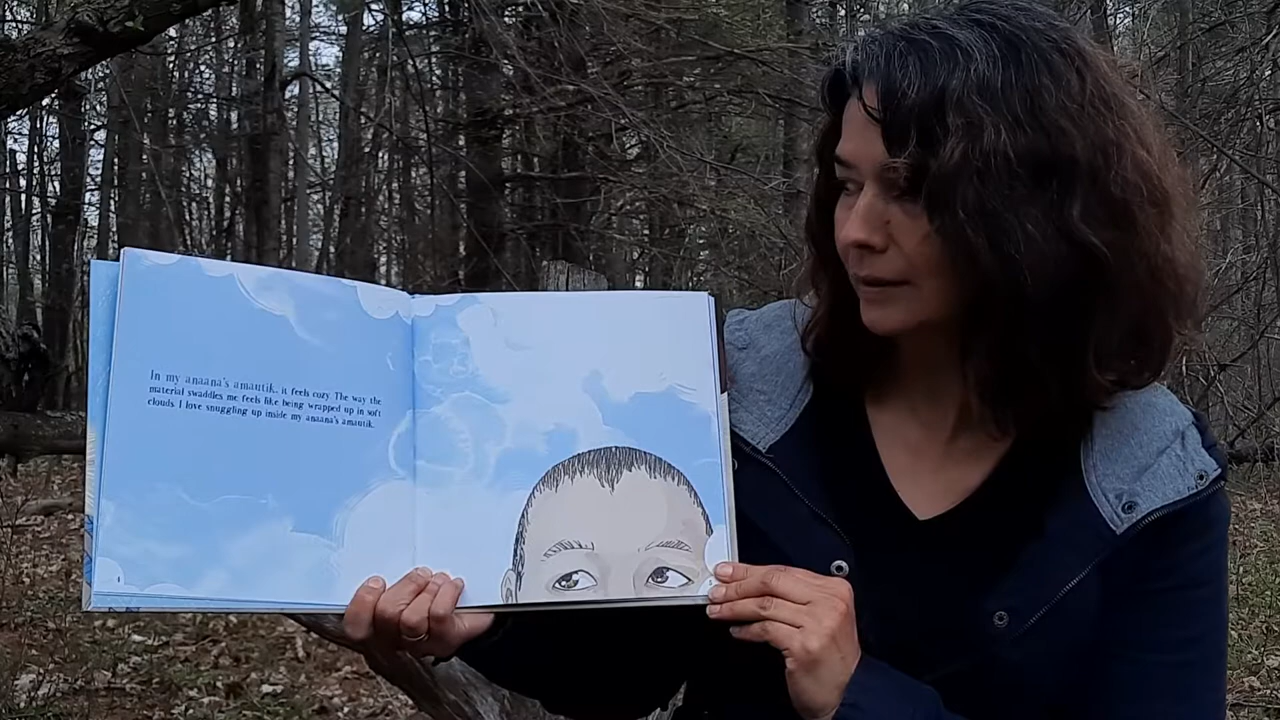 In my anaana's amautik, it feels cozy. The way the
material swaddles me feels like being wrapped up in soft
clouds. I love snuggling up inside my anaana's amautik.